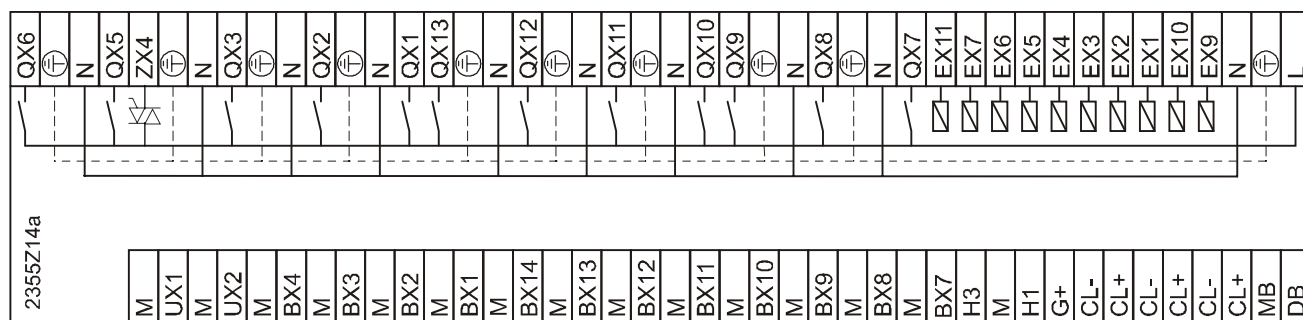 QX6 N QX5 ZX4 N QX3 N QX2 N QX1 QX13 N QX12 N QX11 N QX10 QX9 N QX8 N QX7 EX11 EX7 EX6 EX5 EX4 EX3 EX2 EX1 EX10 EX9 N L
2355Z14a
M UX1 M UX2 M BX4 M BX3 M BX2 M BX1 M BX14 M BX13 M BX12 M BX11 M BX10 M BX9 M BX8 M BX7 H3 M H1 G+ CL- CL+ CL- CL+ CL- CL+ MB DB